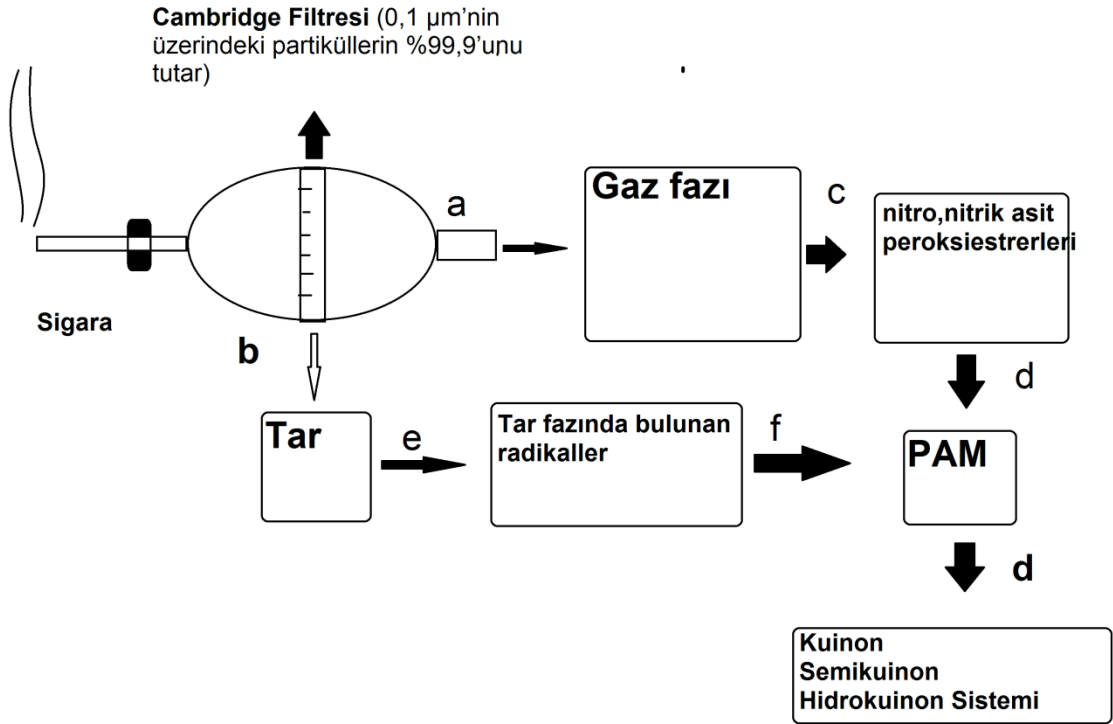 Cambridge Filtresi (0,1 µm’nin
üzerindeki partiküllerin %99,9’unu
tutar)
a
Gaz fazı
c
nitro,nitrik asit
peroksiestrerleri
Sigara
b
d
Tar
e
Tar fazında bulunan
radikaller
f
PAM
d
Kuinon
Semikuinon
Hidrokuinon Sistemi